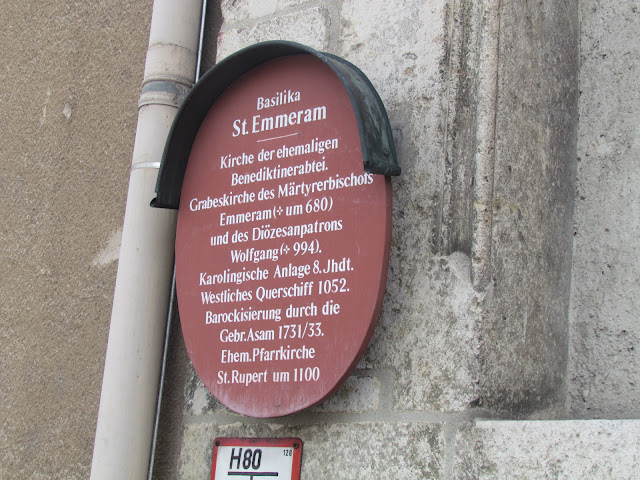 Basilika
St. Emmeram
Kirche der ehemaligen
Benediktinerabtei.
Grabeskirche des Märtyrerbischofs
Emmeram (✣ um 680)
und des Diözesanpatrons
Wolfgang (✣ 994).
Karolingische Anlage 8. Jhdt.
Westliches Querschiff 1052.
Barockisierung durch die
Gebr. Asam 1731/33.
Ehem. Pfarrkirche
St. Rupert um 1100
H80